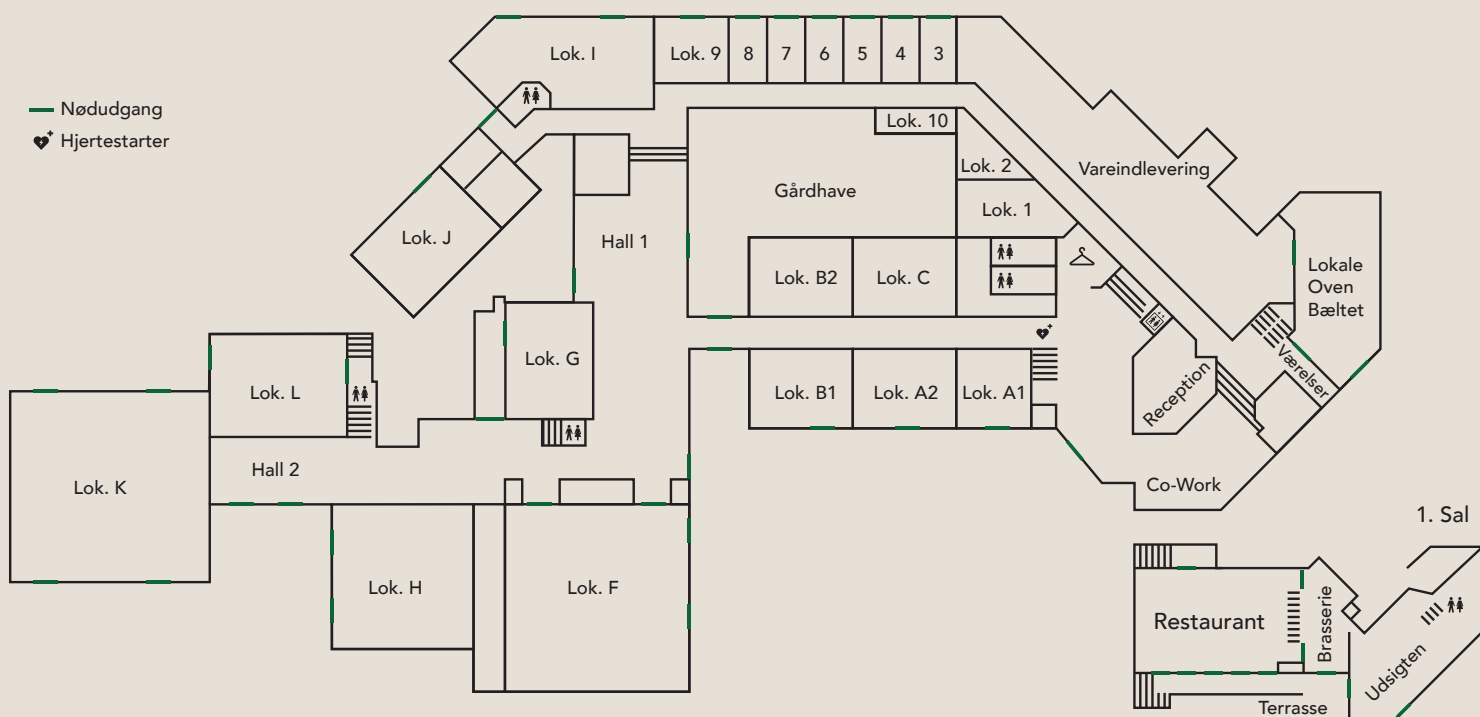 Lok. I
Lok. 9
8
7
6
5
4
3
Nødudgang
Hjertestarter
Lok. 10
Lok. 2
Vareindlevering
Gårdhave
Lok. 1
Lok. J
Hall 1
Lok. B2
Lok. C
Lokale
Oven
Bæltet
Lok. G
Værelser
Lok. L
Lok. B1
Lok. A2
Lok. A1
Reception
Hall 2
Lok. K
Co-Work
1. Sal
Lok. H
Lok. F
Restaurant
Brasserie
Udsigten
Terrasse